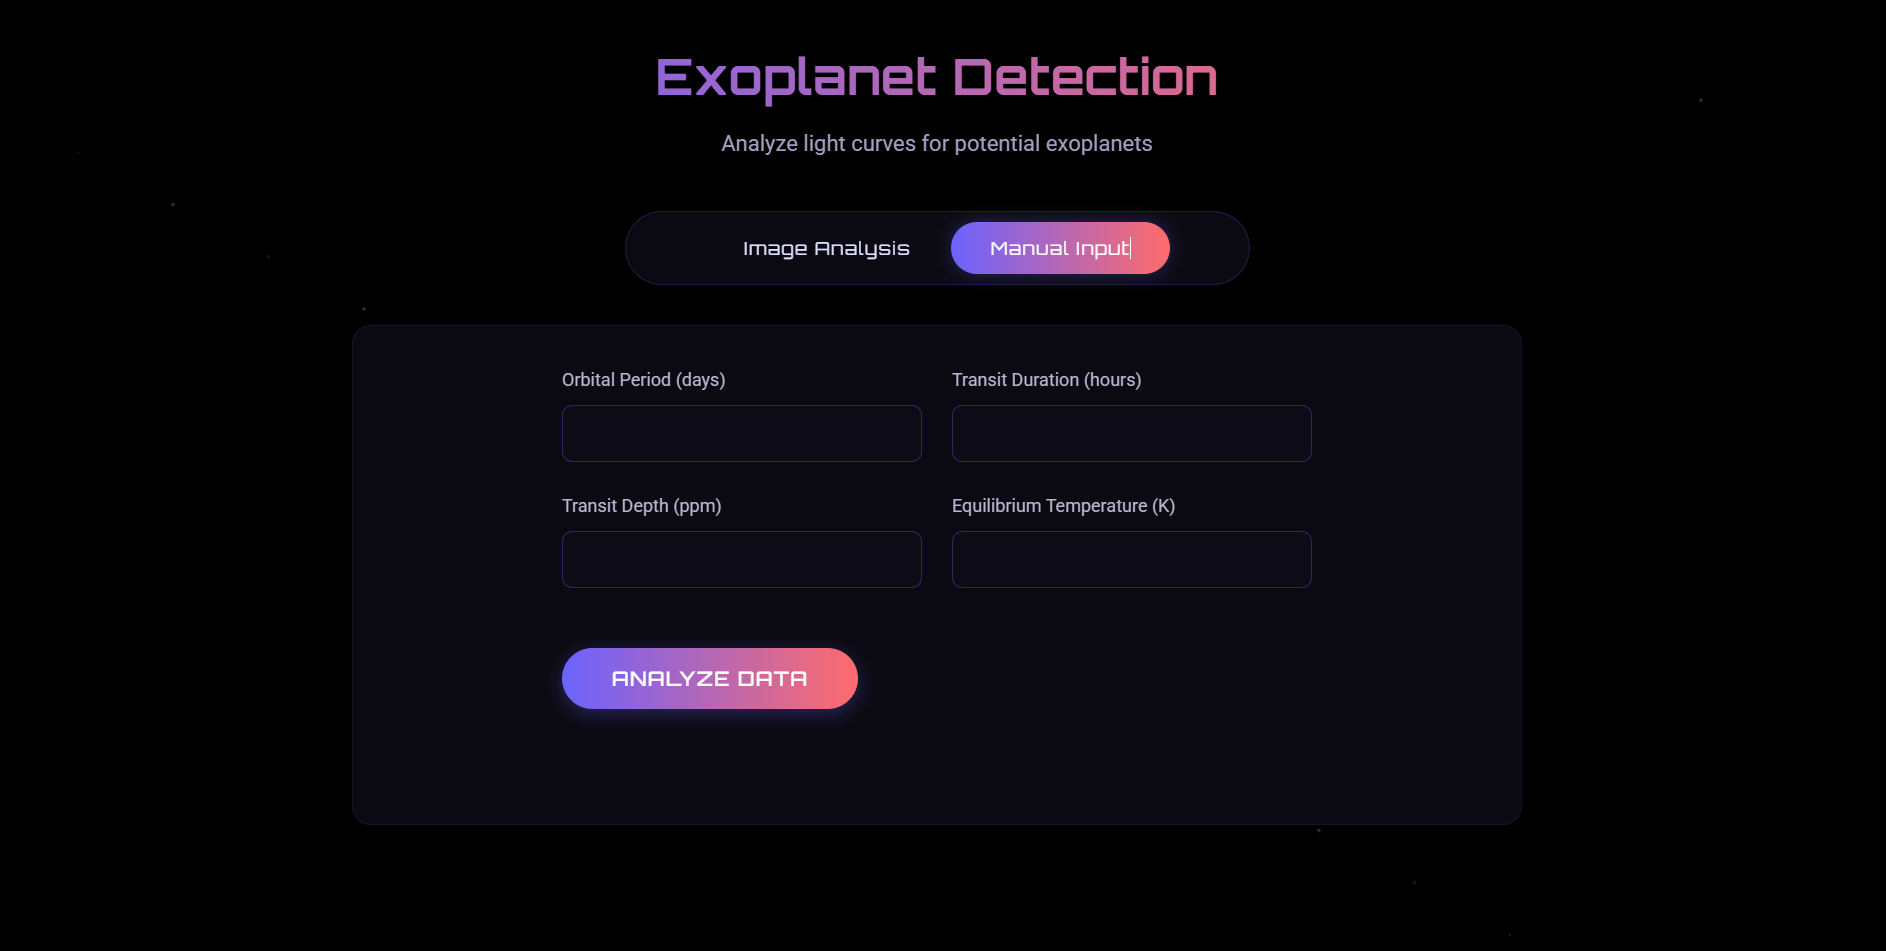 Exoplanet Detection
Analyze light curves for potential exoplanets
Image Analysis
Manual Input
Orbital Period (days)
Transit Duration (hours)
Transit Depth (ppm)
Equilibrium Temperature (K)
ANALYZE DATA